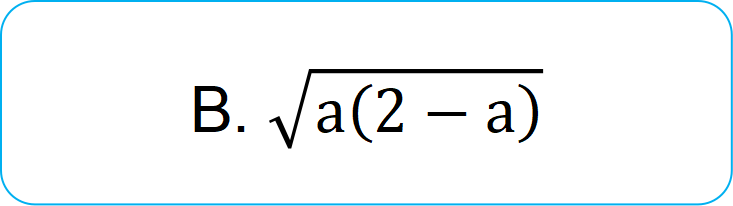 B. √a(2 − a)